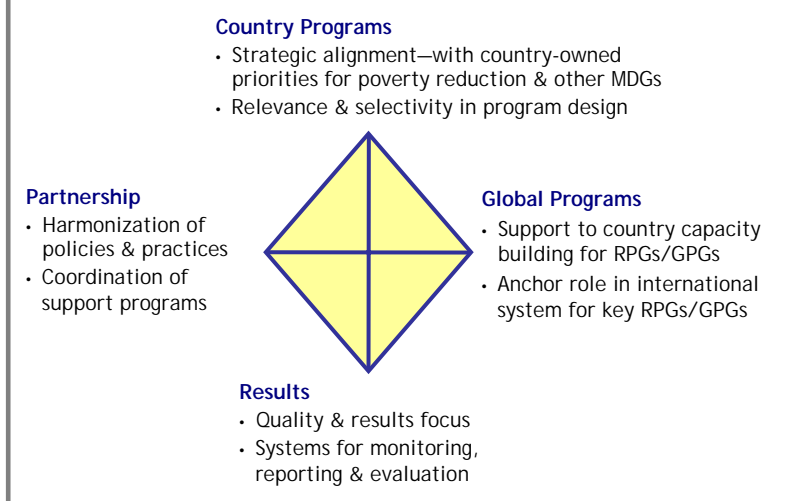 Country Programs
• Strategic alignment—with country-owned
priorities for poverty reduction & other MDGs
• Relevance & selectivity in program design
Partnership
• Harmonization of
policies & practices
• Coordination of
support programs
Global Programs
• Support to country capacity
building for RPGs/GPGs
• Anchor role in international
system for key RPGs/GPGs
Results
• Quality & results focus
• Systems for monitoring,
reporting & evaluation